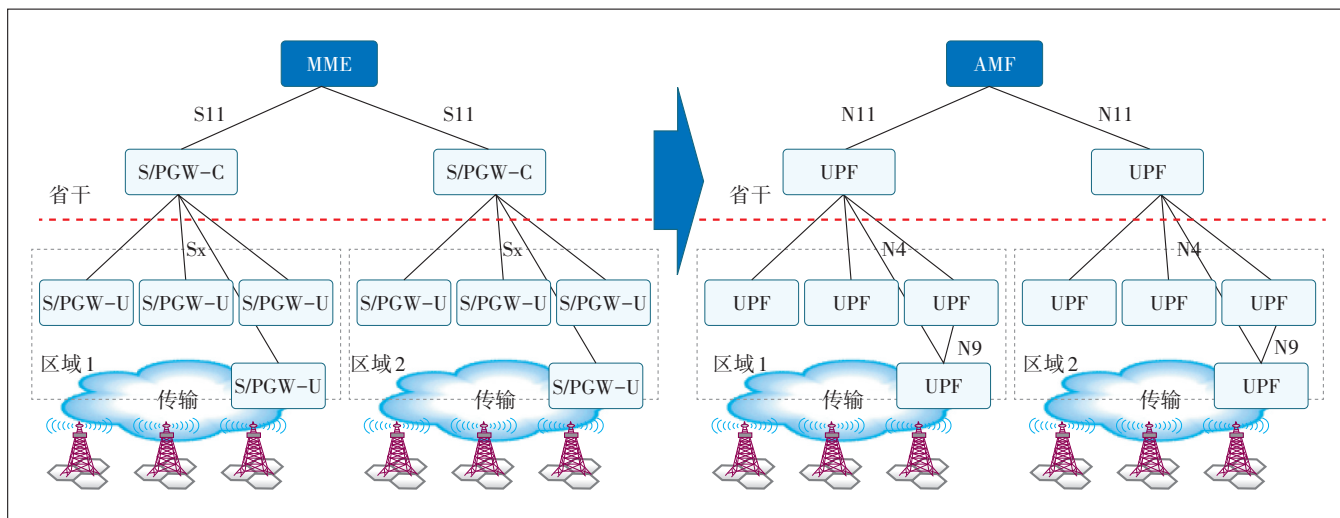 MME
AMF
S11
S11
N11
N11
S/PGW-C
S/PGW-C
UPF
UPF
省干
省干
Sx
Sx
N4
N4
S/PGW-U
S/PGW-U
S/PGW-U
S/PGW-U
S/PGW-U
S/PGW-U
UPF
UPF
UPF
UPF
UPF
UPF
N9
N9
区域1
区域2
区域1
区域2
S/PGW-U
S/PGW-U
UPF
UPF
传输
传输
传输
传输